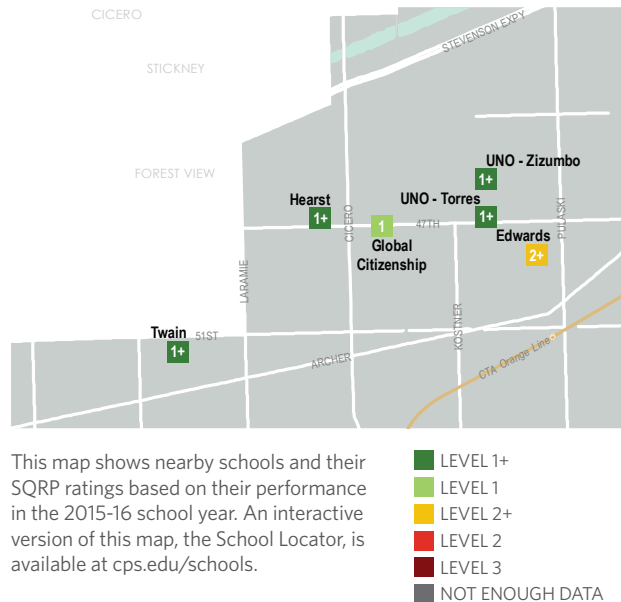 CICERO
STEVENSON EXPY
STICKNEY
FOREST VIEW
UNO - Zizumbo
1+
Hearst
1+
UNO - Torres
1+
CICERO
1
47TH
PULASKI
Global
Citizenship
Edwards
2+
LARAMIE
KOSTNER
Twain
1+
51ST
ARCHER
CTA Orange Line
This map shows nearby schools and their
SQRP ratings based on their performance
in the 2015-16 school year. An interactive
version of this map, the School Locator, is
available at cps.edu/schools.
LEVEL 1+
LEVEL 1
LEVEL 2+
LEVEL 2
LEVEL 3
NOT ENOUGH DATA